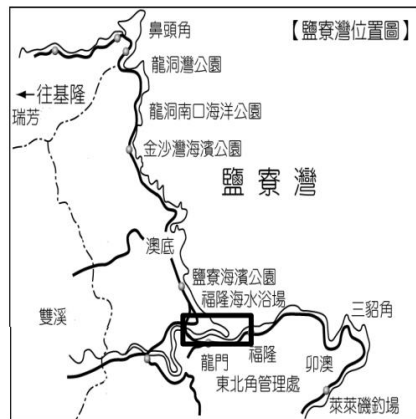 【鹽寮灣位置圖】
鼻頭角
龍洞灣公園
←往基隆
瑞芳
龍洞南口海洋公園
金沙灣海濱公園
鹽寮灣
澳底
鹽寮海濱公園
福隆海水浴場
雙溪
三貂角
龍門
福隆
卯澳
東北角管理處
萊萊磯釣場